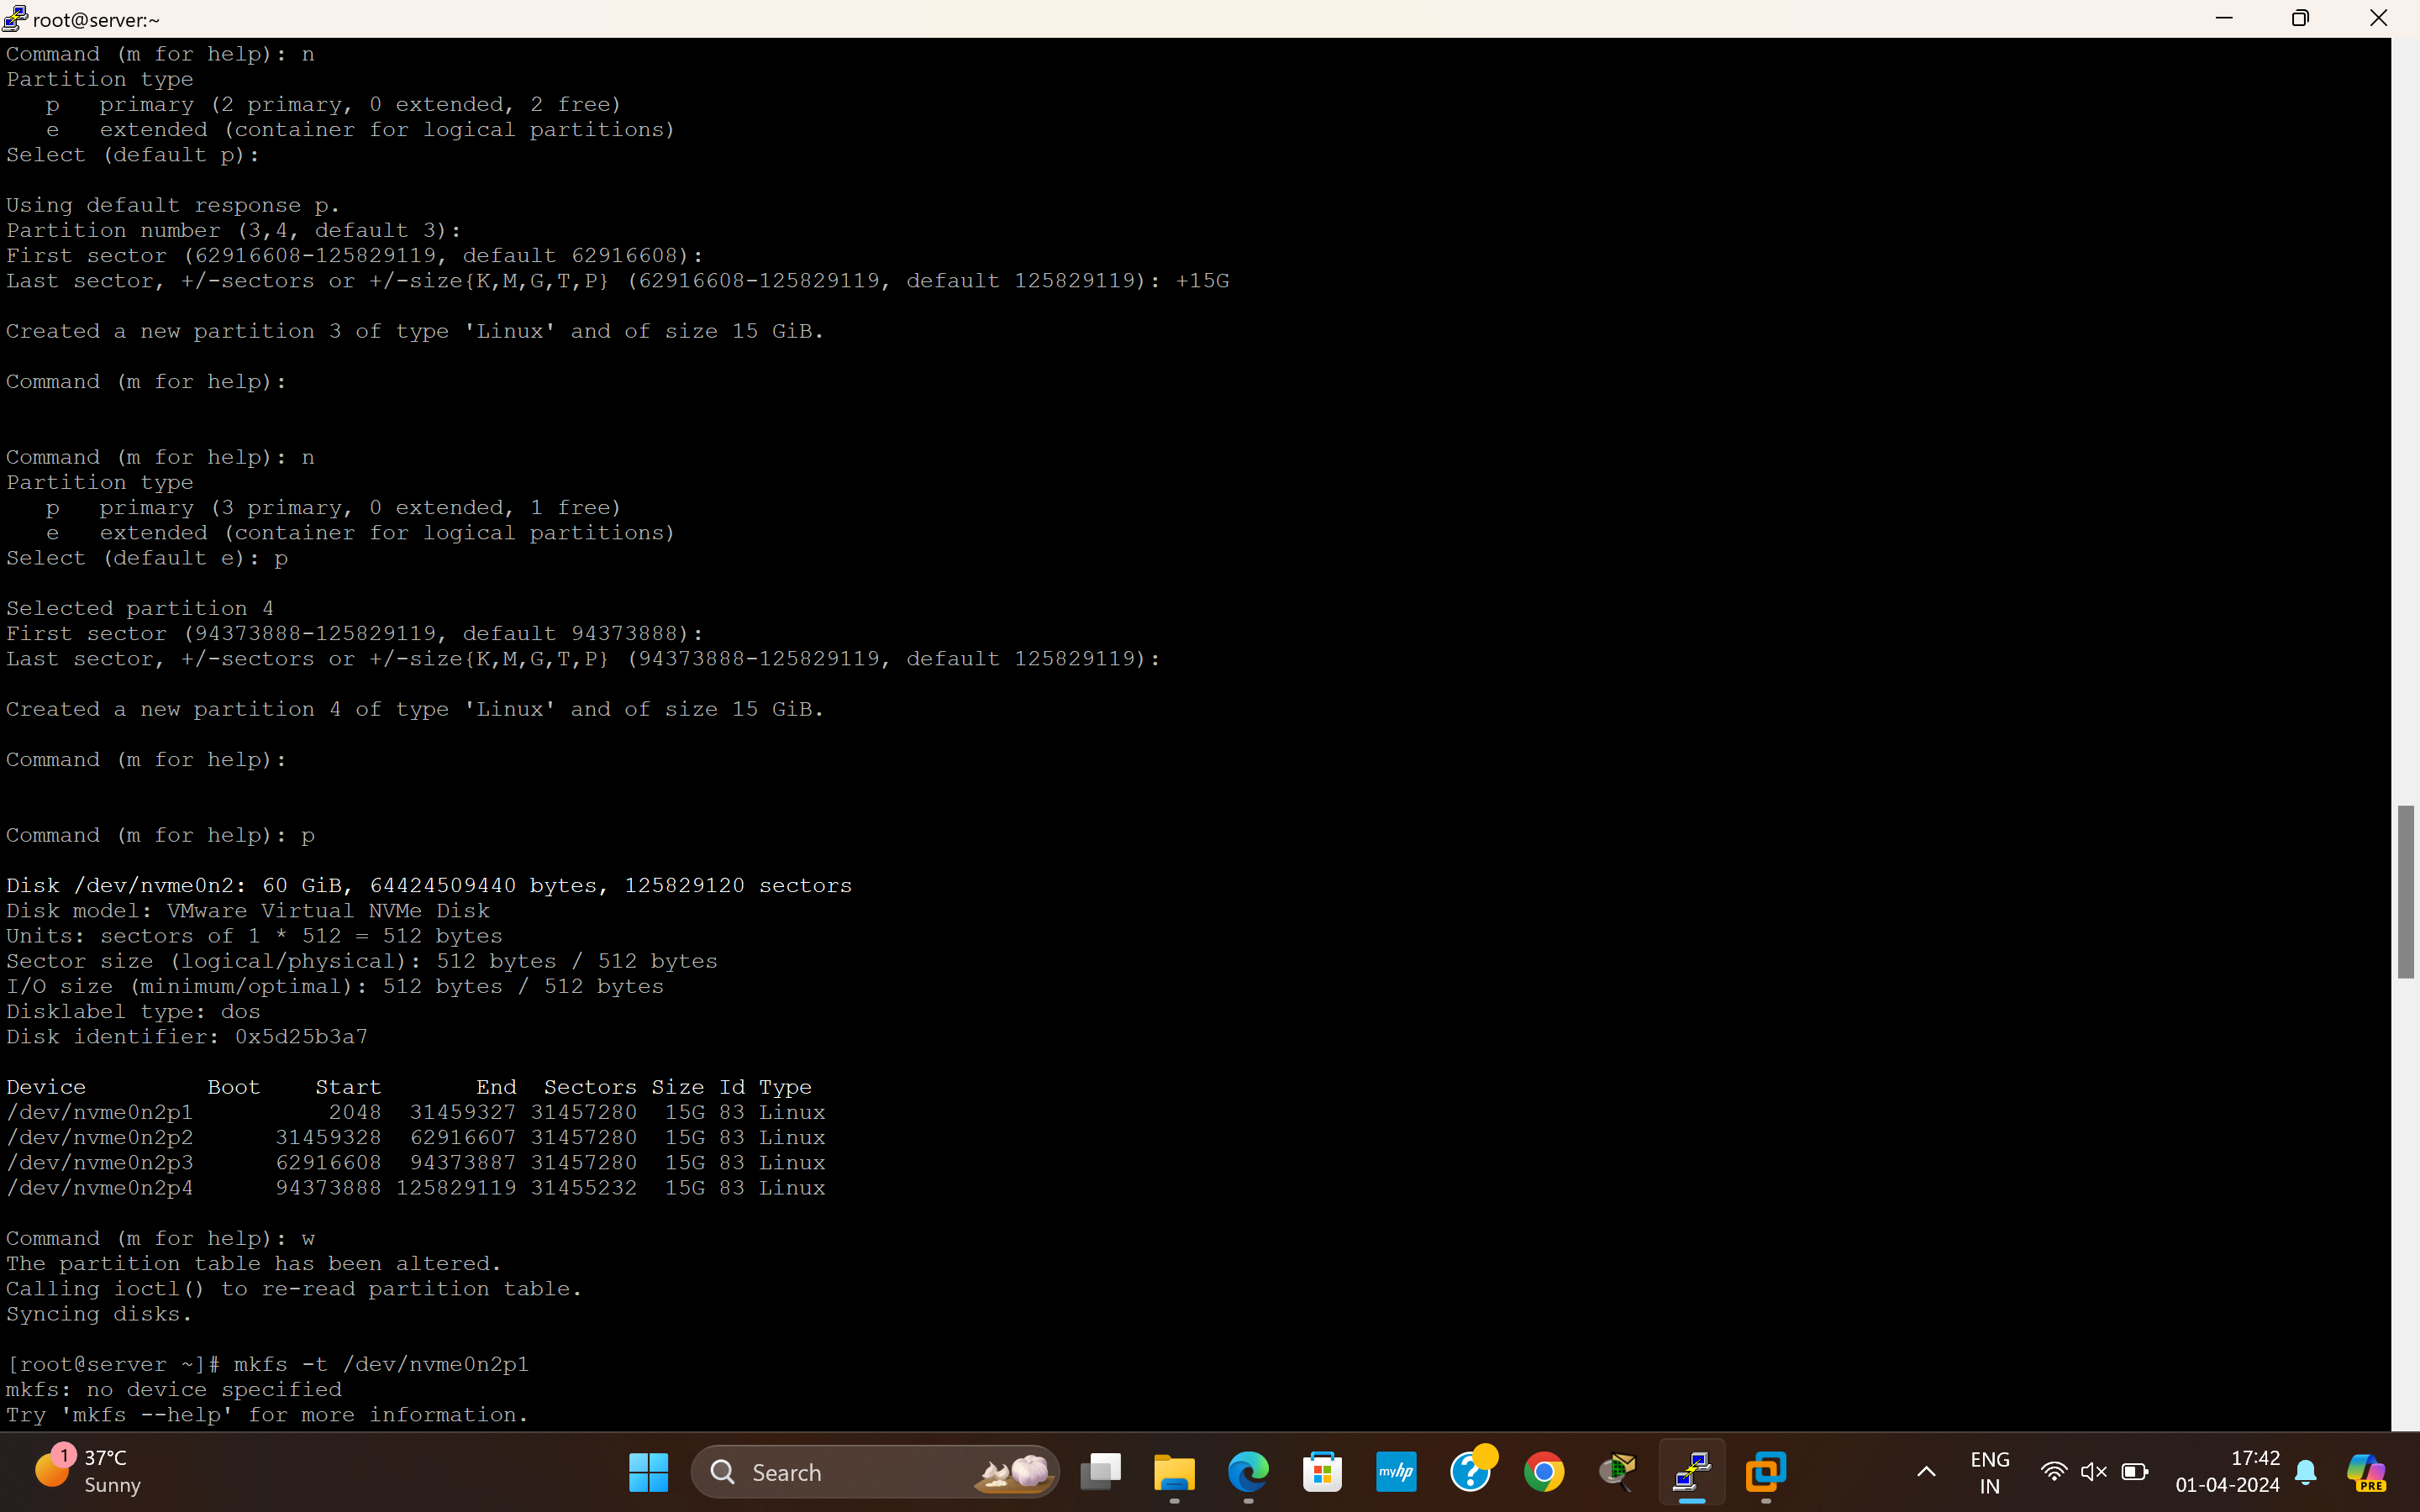 root@server:~
Command (m for help): n
Partition type
   p   primary (2 primary, 0 extended, 2 free)
   e   extended (container for logical partitions)
Select (default p):
Using default response p.
Partition number (3,4, default 3):
First sector (62916608-125829119, default 62916608):
Last sector, +/-sectors or +/-size{K,M,G,T,P} (62916608-125829119, default 125829119): +15G
Created a new partition 3 of type 'Linux' and of size 15 GiB.
Command (m for help):
Command (m for help): n
Partition type
   p   primary (3 primary, 0 extended, 1 free)
   e   extended (container for logical partitions)
Select (default e): p
Selected partition 4
First sector (94373888-125829119, default 94373888):
Last sector, +/-sectors or +/-size{K,M,G,T,P} (94373888-125829119, default 125829119):
Created a new partition 4 of type 'Linux' and of size 15 GiB.
Command (m for help):
Command (m for help): p
Disk /dev/nvme0n2: 60 GiB, 64424509440 bytes, 125829120 sectors
Disk model: VMware Virtual NVMe Disk
Units: sectors of 1 * 512 = 512 bytes
Sector size (logical/physical): 512 bytes / 512 bytes
I/O size (minimum/optimal): 512 bytes / 512 bytes
Disklabel type: dos
Disk identifier: 0x5d25b3a7
Device         Boot    Start       End  Sectors Size Id Type
/dev/nvme0n2p1          2048  31459327 31457280  15G 83 Linux
/dev/nvme0n2p2      31459328  62916607 31457280  15G 83 Linux
/dev/nvme0n2p3      62916608  94373887 31457280  15G 83 Linux
/dev/nvme0n2p4      94373888 125829119 31455232  15G 83 Linux
Command (m for help): w
The partition table has been altered.
Calling ioctl() to re-read partition table.
Syncing disks.
[root@server ~]# mkfs -t /dev/nvme0n2p1
mkfs: no device specified
Try 'mkfs --help' for more information.
1
37°C
Sunny
Search
myhp
ENG
IN
17:42
01-04-2024
PRE